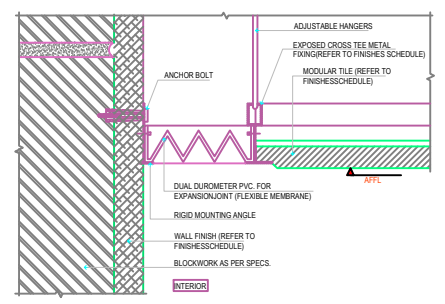 ADJUSTABLE HANGERS
EXPOSED CROSS TEE METAL
FIXING(REFER TO FINISHES SCHEDULE)
ANCHOR BOLT
MODULAR TILE (REFER TO
FINISHESSCHEDULE)
AFFL
DUAL DUROMETER PVC. FOR
EXPANSIONJOINT (FLEXIBLE MEMBRANE)
RIGID MOUNTING ANGLE
WALL FINISH (REFER TO
FINISHESSCHEDULE)
BLOCKWORK AS PER SPECS.
INTERIOR